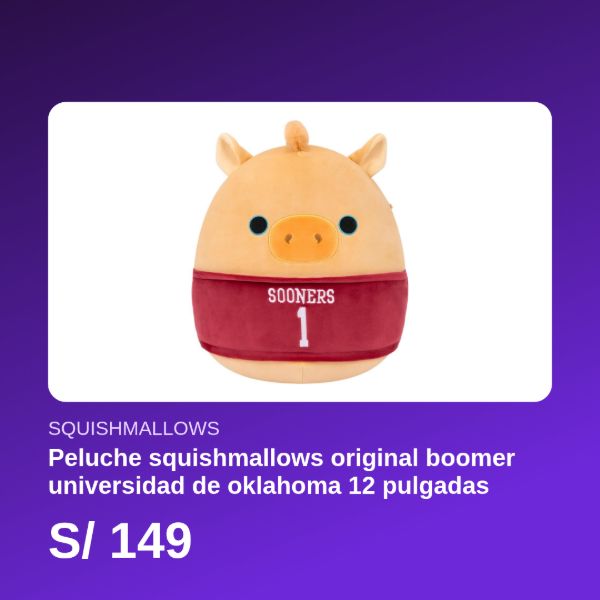 SOONERS
1
SQUISHMALLOWS
Peluche squishmallows original boomer
universidad de oklahoma 12 pulgadas
S/ 149